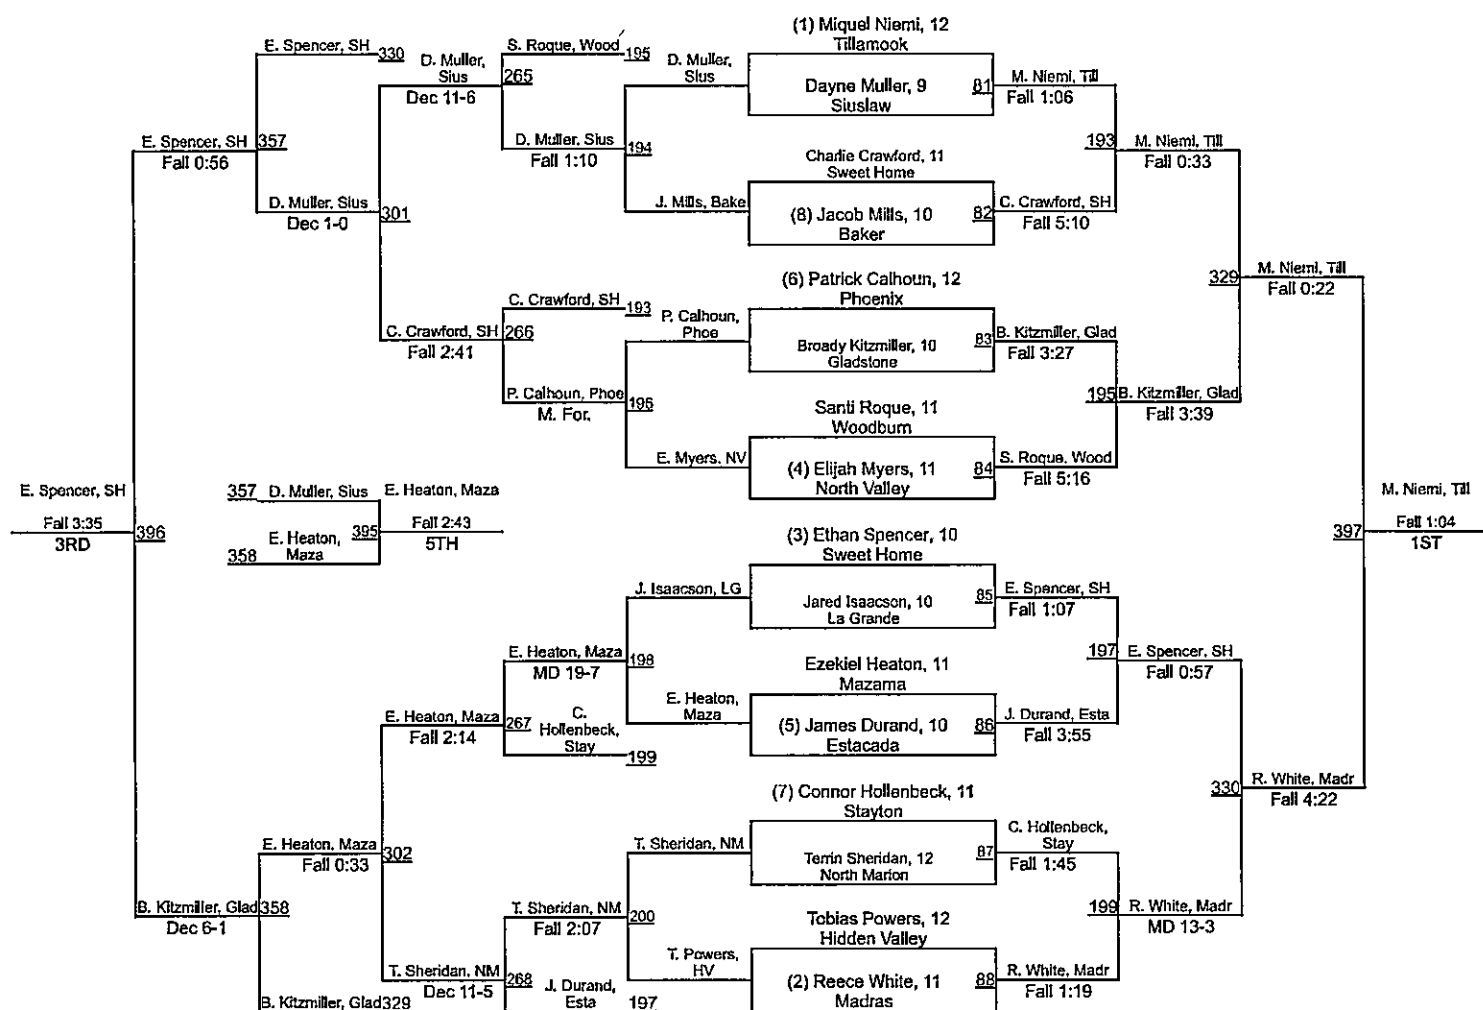 (1) Miquel Niemi, 12
Tillamook
E. Spencer, SH
330
D. Muller,
Sius
265
Dec 11-6
S. Roque, Wood
195
D. Muller,
Sius
Dayne Muller, 9
Siuslaw
81
M. Niemi, Till
Fall 1:06
E. Spencer, SH
357
Fall 0:56
D. Muller, Sius
194
Fall 1:10
Charlie Crawford, 11
Sweet Home
193
M. Niemi, Till
Fall 0:33
D. Muller, Sius
301
Dec 1-0
J. Mills, Bake
(8) Jacob Mills, 10
Baker
82
C. Crawford, SH
Fall 5:10
(6) Patrick Calhoun, 12
Phoenix
329
M. Niemi, Till
Fall 0:22
C. Crawford, SH
193
P. Calhoun,
Phoe
C. Crawford, SH
266
Fall 2:41
Broady Kitzmiller, 10
Gladstone
83
B. Kitzmiller, Glad
Fall 3:27
P. Calhoun, Phoe
196
M. For.
Santi Roque, 11
Woodburn
195
B. Kitzmiller, Glad
Fall 3:39
E. Myers, NV
(4) Elijah Myers, 11
North Valley
84
S. Roque, Wood
Fall 5:16
E. Spencer, SH
Fall 3:35
3RD
396
357
D. Muller, Sius
E. Heaton, Maza
395
Fall 2:43
5TH
358
E. Heaton,
Maza
M. Niemi, Till
397
Fall 1:04
1ST
(3) Ethan Spencer, 10
Sweet Home
J. Isaacson, LG
Jared Isaacson, 10
La Grande
85
E. Spencer, SH
Fall 1:07
E. Heaton, Maza
198
MD 19-7
Ezekiel Heaton, 11
Mazama
197
E. Spencer, SH
Fall 0:57
E. Heaton, Maza
267
Fall 2:14
C.
Hollenbeck,
Stay
199
E. Heaton,
Maza
(5) James Durand, 10
Estacada
86
J. Durand, Esta
Fall 3:55
(7) Connor Hollenbeck, 11
Stayton
330
R. White, Madr
Fall 4:22
E. Heaton, Maza
302
Fall 0:33
T. Sheridan, NM
Terrin Sheridan, 12
North Marion
87
C. Hollenbeck,
Stay
Fall 1:45
B. Kitzmiller, Glad
358
Dec 6-1
T. Sheridan, NM
200
Fall 2:07
Tobias Powers, 12
Hidden Valley
199
R. White, Madr
MD 13-3
T. Sheridan, NM
268
Dec 11-5
T. Powers,
HV
(2) Reece White, 11
Madras
88
R. White, Madr
Fall 1:19
B. Kitzmiller, Glad
329
J. Durand,
Esta
197